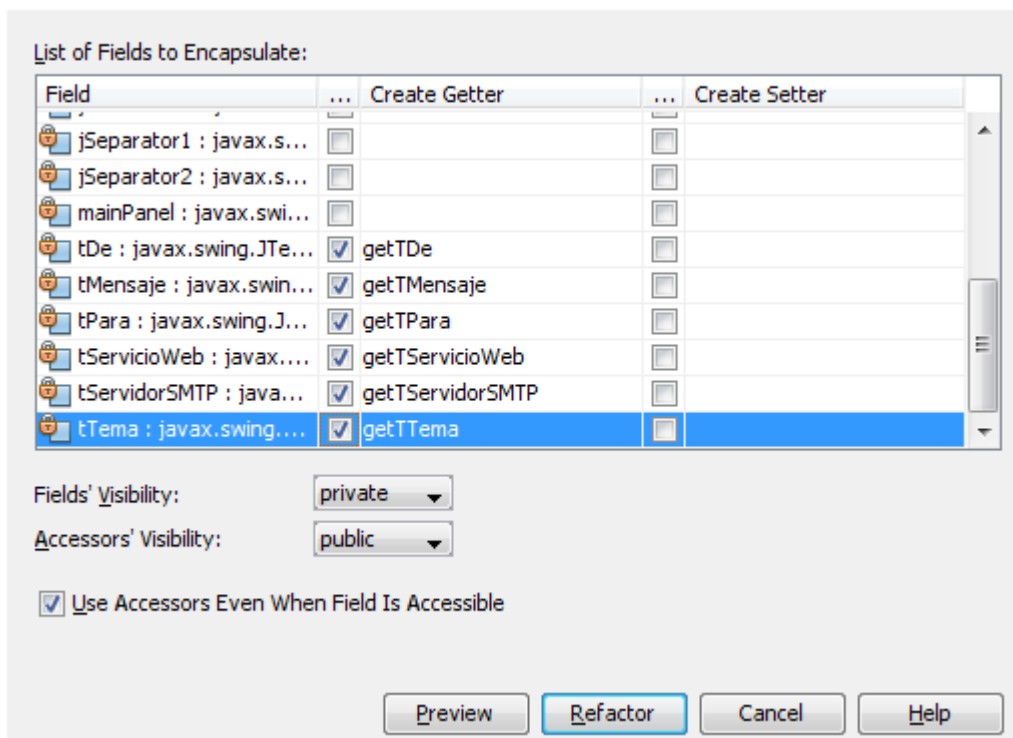 List of Fields to Encapsulate:
Field ... Create Getter ... Create Setter
jSeparator1 : javax.s...
jSeparator2 : javax.s...
mainPanel : javax.swi...
tDe : javax.swing.JTe... getTDe
tMensaje : javax.swin... getTMensaje
tPara : javax.swing.J... getTPara
tServicioWeb : javax.... getTServicioWeb
tServidorSMTP : java... getTServidorSMTP
tTema : javax.swing.... getTTema
Fields' Visibility: private
Accessors' Visibility: public
Use Accessors Even When Field Is Accessible
Preview Refactor Cancel Help